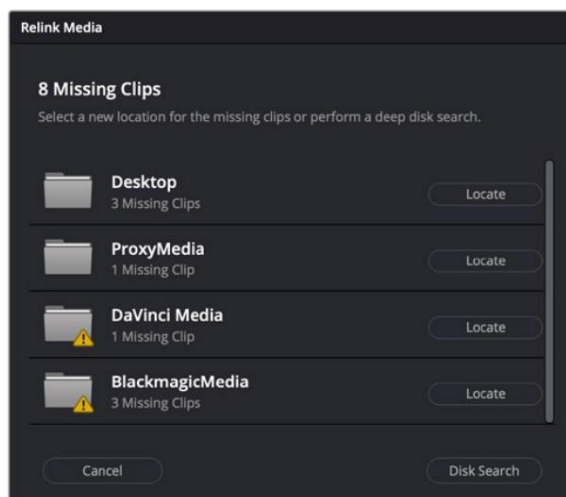 Relink Media
8 Missing Clips
Select a new location for the missing clips or perform a deep disk search.
Desktop
3 Missing Clips
Locate
ProxyMedia
1 Missing Clip
Locate
DaVinci Media
1 Missing Clip
Locate
BlackmagicMedia
3 Missing Clips
Locate
Cancel
Disk Search